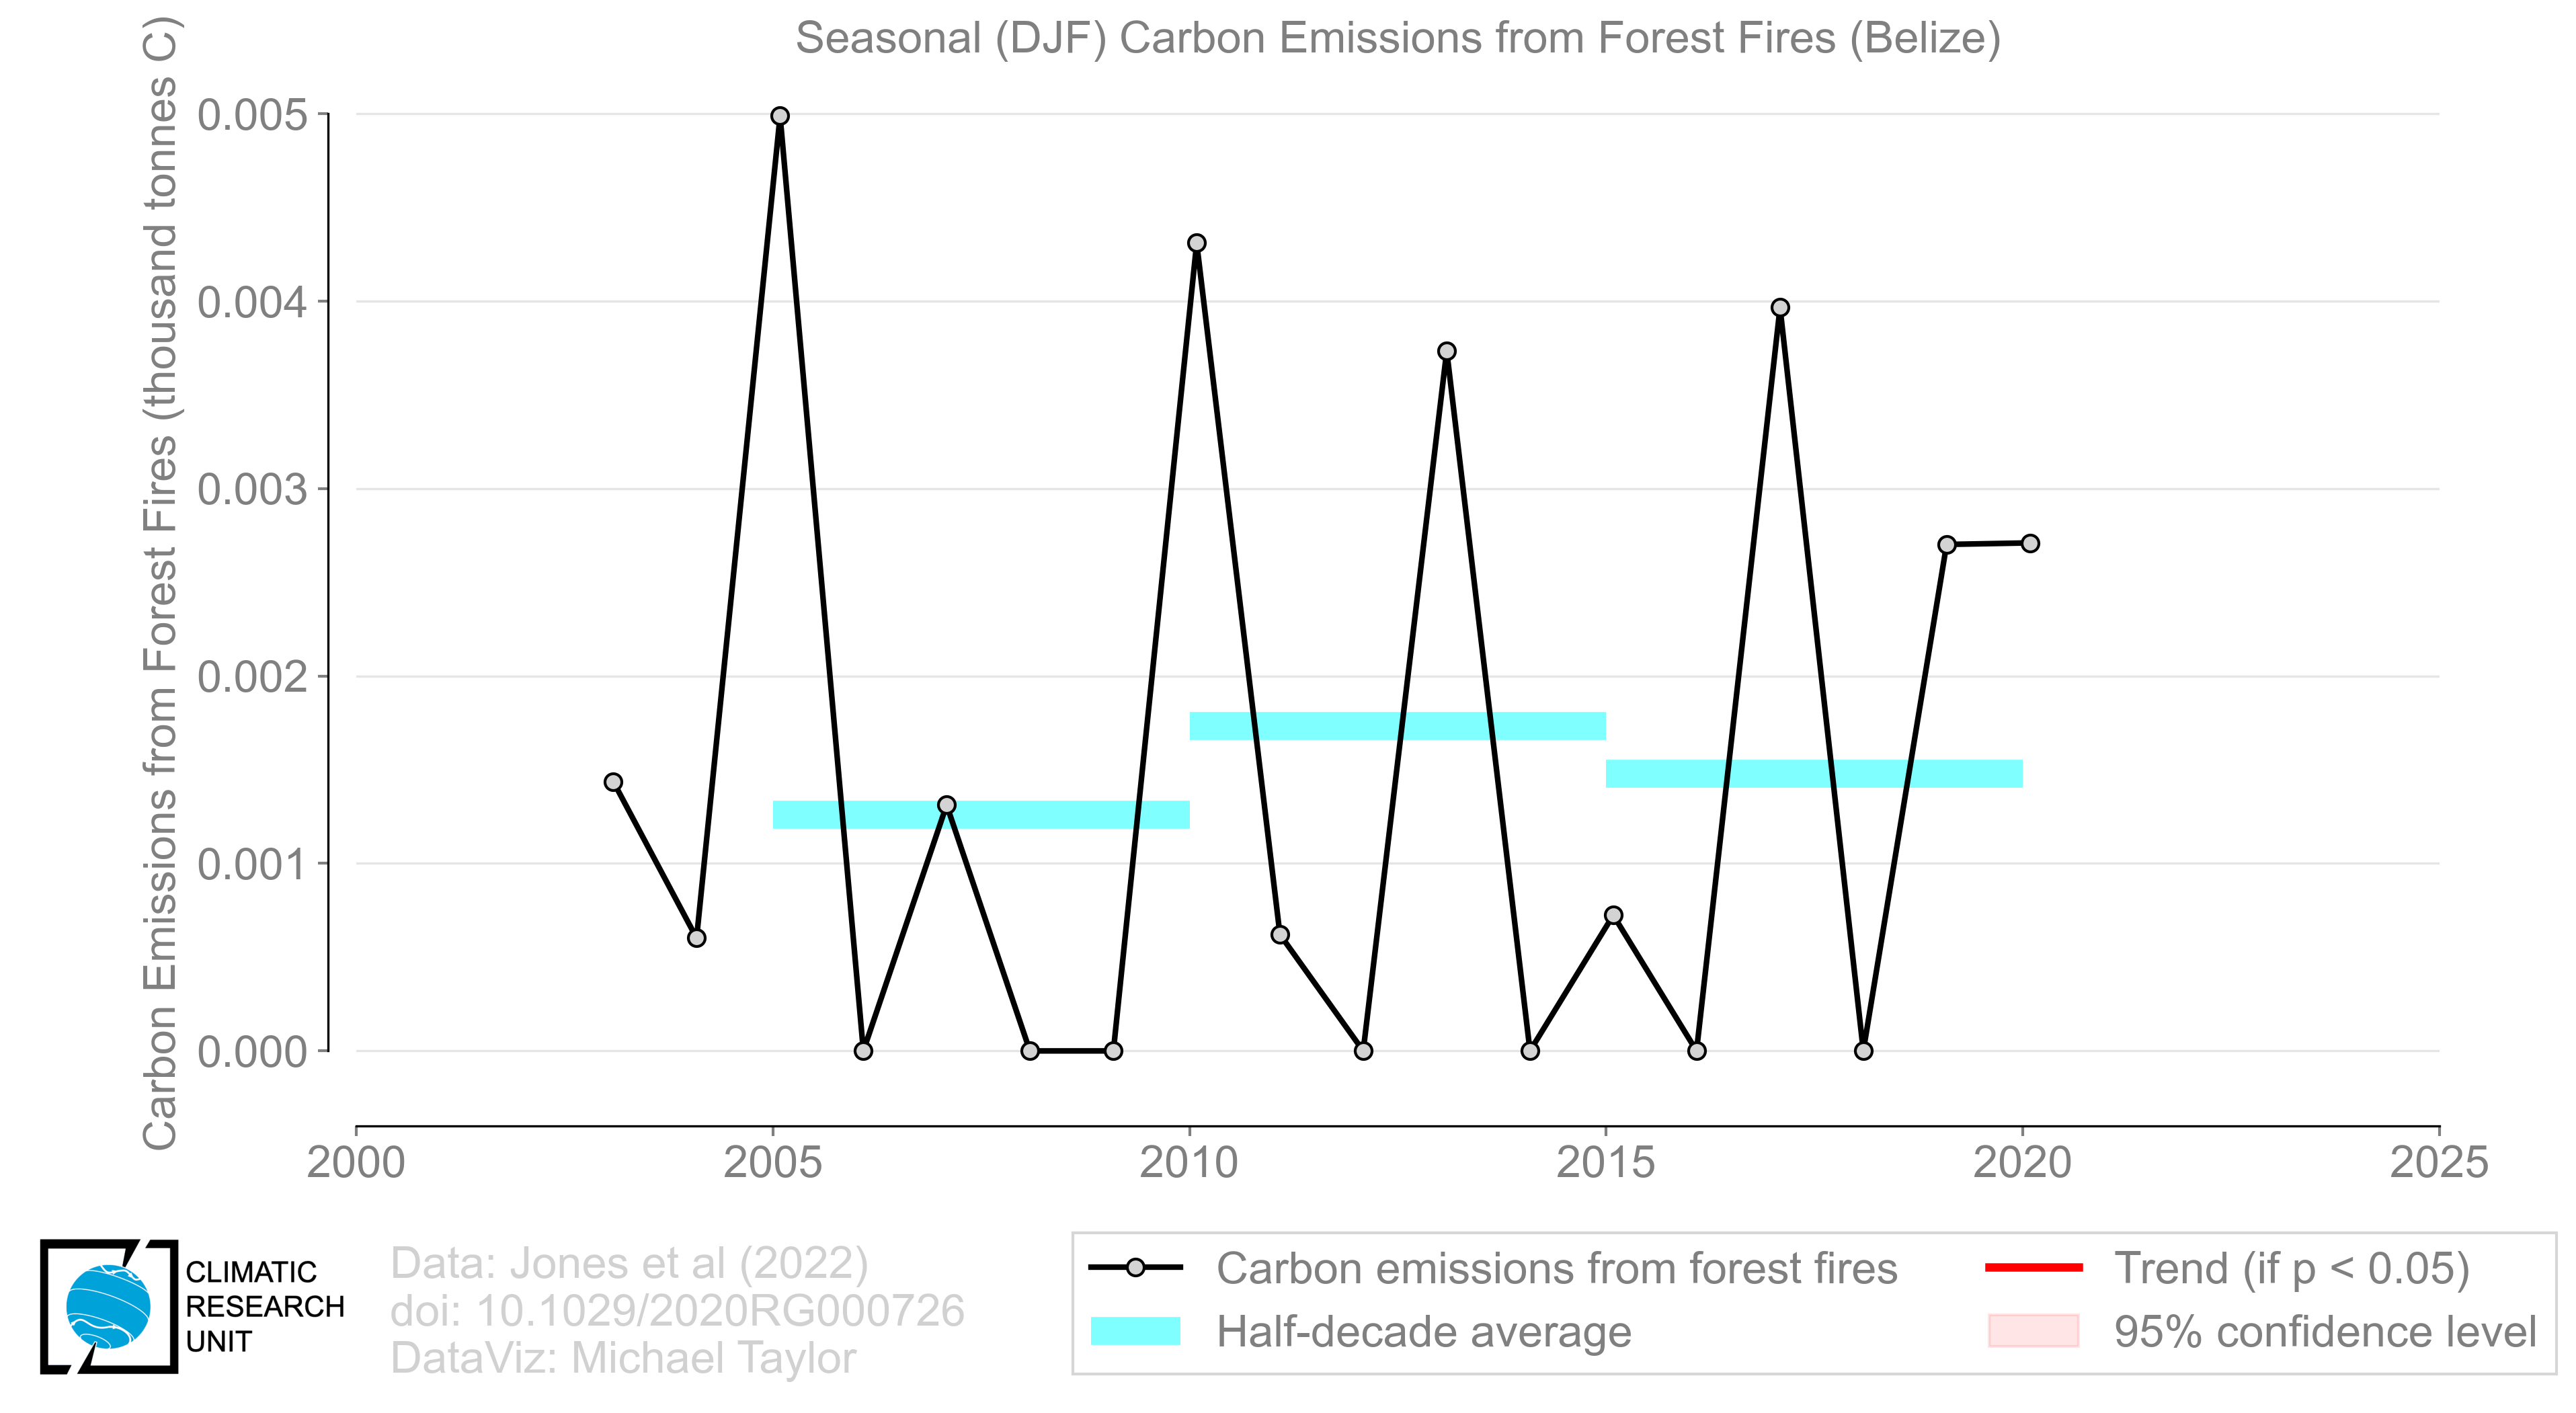 Seasonal (DJF) Carbon Emissions from Forest Fires (Belize)
Carbon Emissions from Forest Fires (thousand tonnes C)
0.005
0.004
0.003
0.002
0.001
0.000
2000 2005 2010 2015 2020 2025
CLIMATIC
RESEARCH
UNIT
Data: Jones et al (2022)
doi: 10.1029/2020RG000726
DataViz: Michael Taylor
Carbon emissions from forest fires
Half-decade average
Trend (if p < 0.05)
95% confidence level